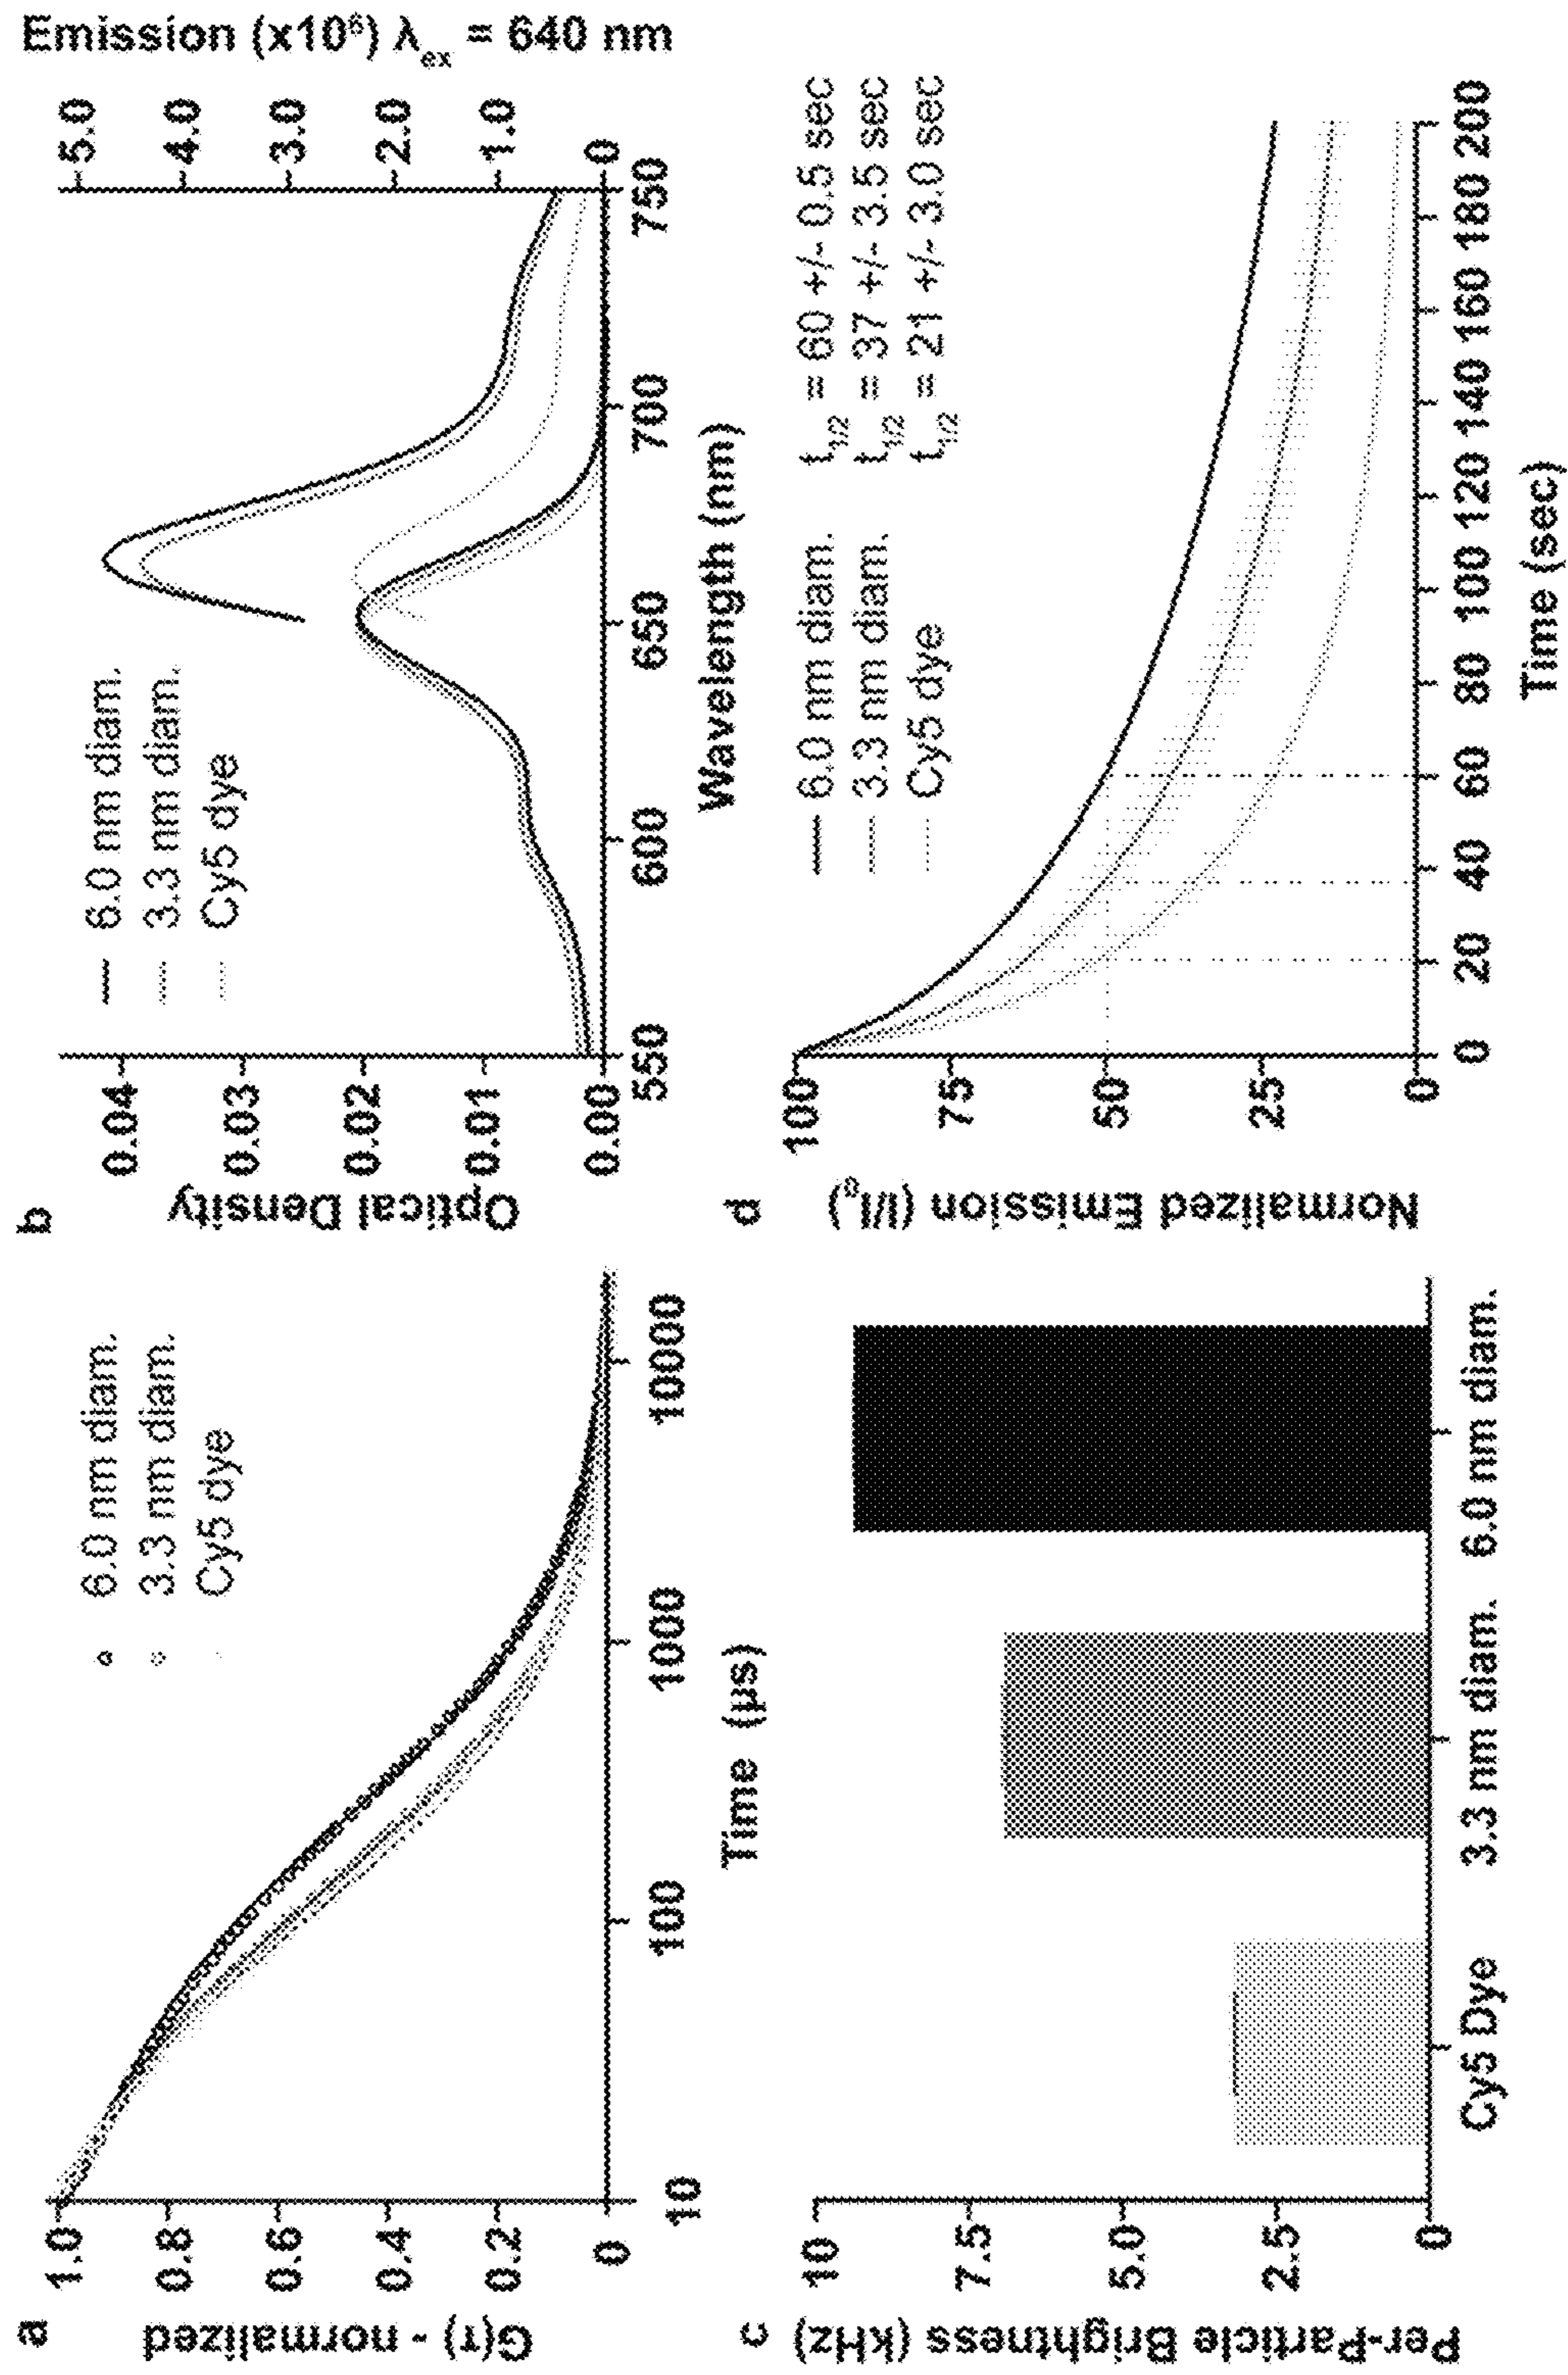 a
G(τ) - normalized
1.0
0.8
0.6
0.4
0.2
0
10
100
1000
10000
Time (µs)
6.0 nm diam.
3.3 nm diam.
Cy5 dye
b
Optical Density
0.04
0.03
0.02
0.01
0.00
550
600
650
700
750
Wavelength (nm)
6.0 nm diam.
3.3 nm diam.
Cy5 dye
5.0
4.0
3.0
2.0
1.0
0
Emission (x10⁶) λex = 640 nm
c
Per-Particle Brightness (kHz)
10
7.5
5.0
2.5
0
Cy5 Dye
3.3 nm diam.
6.0 nm diam.
d
Normalized Emission (I/I₀)
100
75
50
25
0
0
20
40
60
80
100
120
140
160
180
200
Time (sec)
6.0 nm diam. t1/2 = 60 +/- 0.5 sec
3.3 nm diam. t1/2 = 37 +/- 3.5 sec
Cy5 dye t1/2 = 21 +/- 3.0 sec